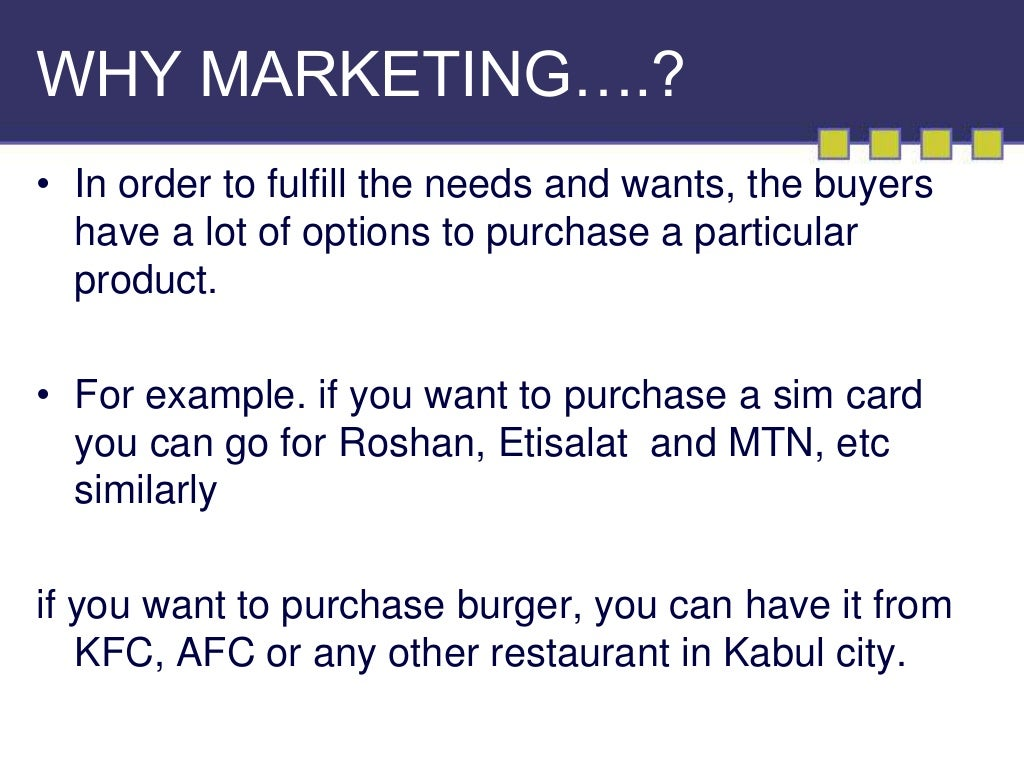 WHY MARKETING….?
• In order to fulfill the needs and wants, the buyers
have a lot of options to purchase a particular
product.
• For example. if you want to purchase a sim card
you can go for Roshan, Etisalat  and MTN, etc
similarly
if you want to purchase burger, you can have it from
KFC, AFC or any other restaurant in Kabul city.